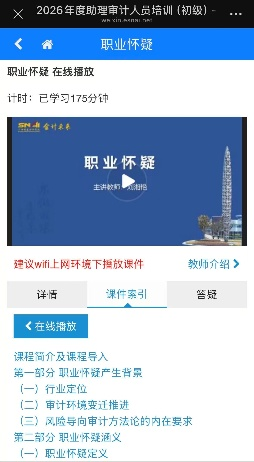 2026年度助理审计人员培训（初级）-
职业怀疑
职业怀疑 在线播放
计时：已学习175分钟
职业怀疑
建议wifi上网环境下播放课件
教师介绍
详情
课件索引
答疑
在线播放
课程简介及课程导入
第一部分 职业怀疑产生背景
（一）行业定位
（二）审计环境变迁推进
（三）风险导向审计方法论的内在要求
第二部分 职业怀疑涵义
（一）职业怀疑定义